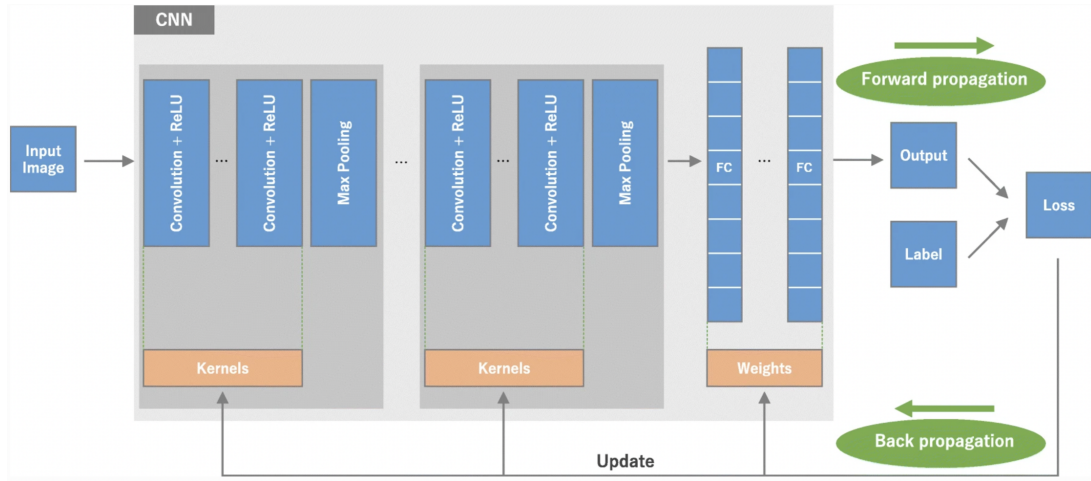 CNN
Input
Image
Convolution + ReLU
...
Convolution + ReLU
Max Pooling
...
Convolution + ReLU
...
Convolution + ReLU
Max Pooling
FC
...
FC
Forward propagation
Output
Label
Loss
Kernels
Kernels
Weights
Back propagation
Update